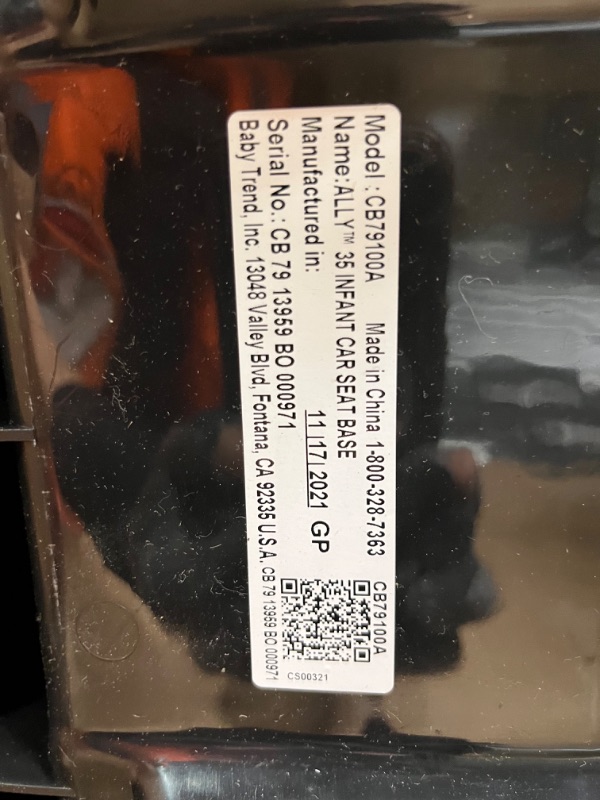 Model : CB79100A Made in China 1-800-328-7363
Name:ALLY™ 35 INFANT CAR SEAT BASE
Manufactured in: 11|17|2021 GP
Serial No.: CB 79 13959 BO 000971
Baby Trend, Inc. 13048 Valley Blvd, Fontana, CA 92335 U.S.A.
CB79100A
CS00321
CB 79 13959 BO 000971